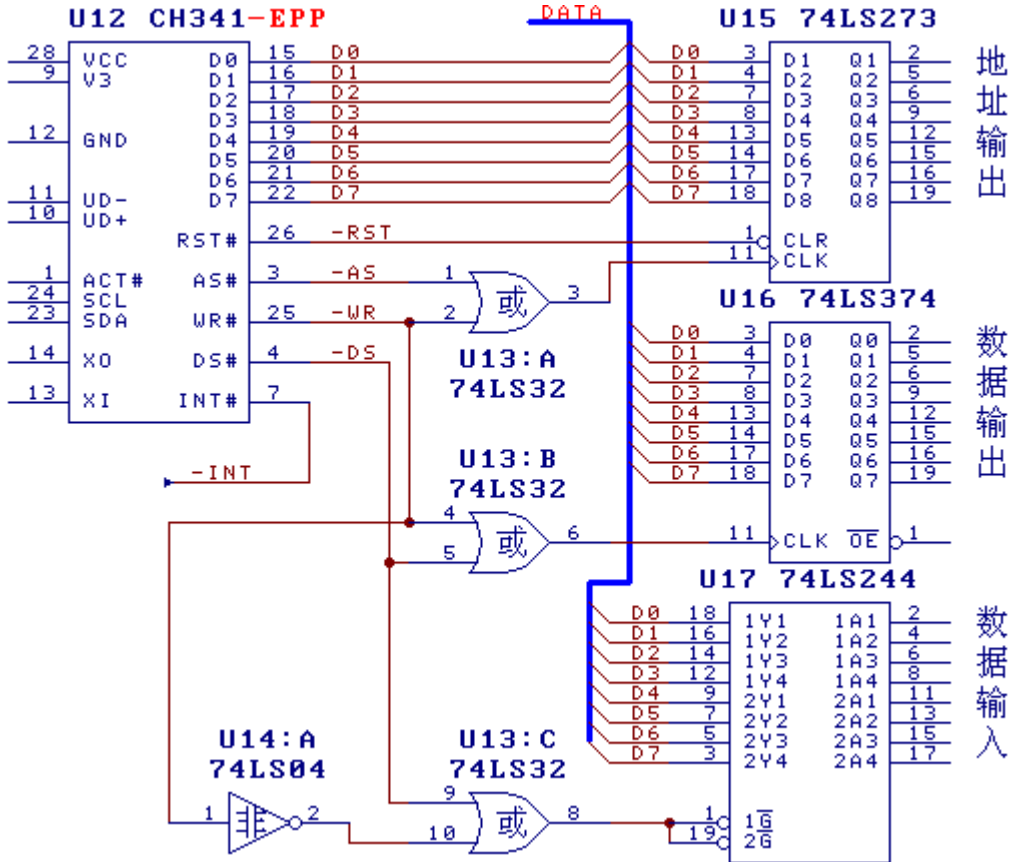 U12 CH341-EPP
28 VCC
9 V3
12 GND
11 UD-
10 UD+
1 ACT#
24 SCL
23 SDA
14 XO
13 XI
D0 15 D0
D1 16 D1
D2 17 D2
D3 18 D3
D4 19 D4
D5 20 D5
D6 21 D6
D7 22 D7
RST# 26 -RST
AS# 3 -AS
WR# 25 -WR
DS# 4 -DS
INT# 7
-INT
DATA
1
2
或
3
U13:A
74LS32
U13:B
74LS32
4
5
或
6
U14:A
74LS04
1
非
2
U13:C
74LS32
9
10
或
8
U15 74LS273
D0 3 D1 Q1 2
D1 4 D2 Q2 5
D2 7 D3 Q3 6
D3 8 D4 Q4 9
D4 13 D5 Q5 12
D5 14 D6 Q6 15
D6 17 D7 Q7 16
D7 18 D8 Q8 19
1 CLR
11 CLK
地址输出
U16 74LS374
D0 3 D0 Q0 2
D1 4 D1 Q1 5
D2 7 D2 Q2 6
D3 8 D3 Q3 9
D4 13 D4 Q4 12
D5 14 D5 Q5 15
D6 17 D6 Q6 16
D7 18 D7 Q7 19
11 CLK OE 1
数据输出
U17 74LS244
D0 18 1Y1 1A1 2
D1 16 1Y2 1A2 4
D2 14 1Y3 1A3 6
D3 12 1Y4 1A4 8
D4 9 2Y1 2A1 11
D5 7 2Y2 2A2 13
D6 5 2Y3 2A3 15
D7 3 2Y4 2A4 17
1 1G
19 2G
数据输入